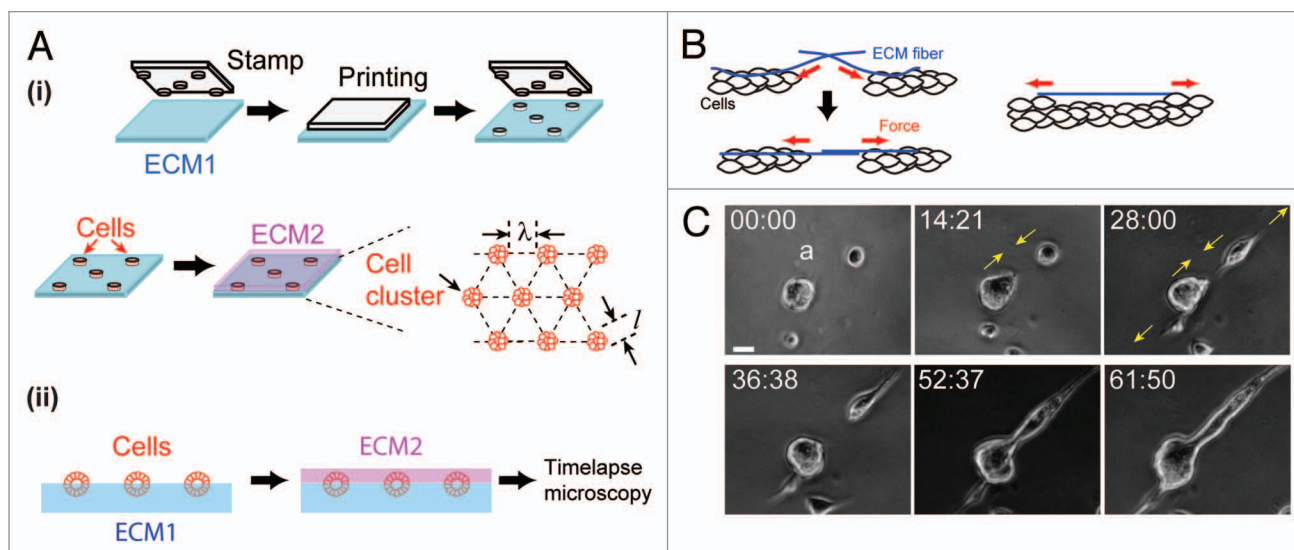 A
(i)
Stamp
Printing
ECM1
Cells
ECM2
λ
Cell
cluster
l
(ii)
Cells
ECM2
Timelapse
microscopy
ECM1
B
ECM fiber
Cells
Force
C
00:00
a
14:21
28:00
36:38
52:37
61:50